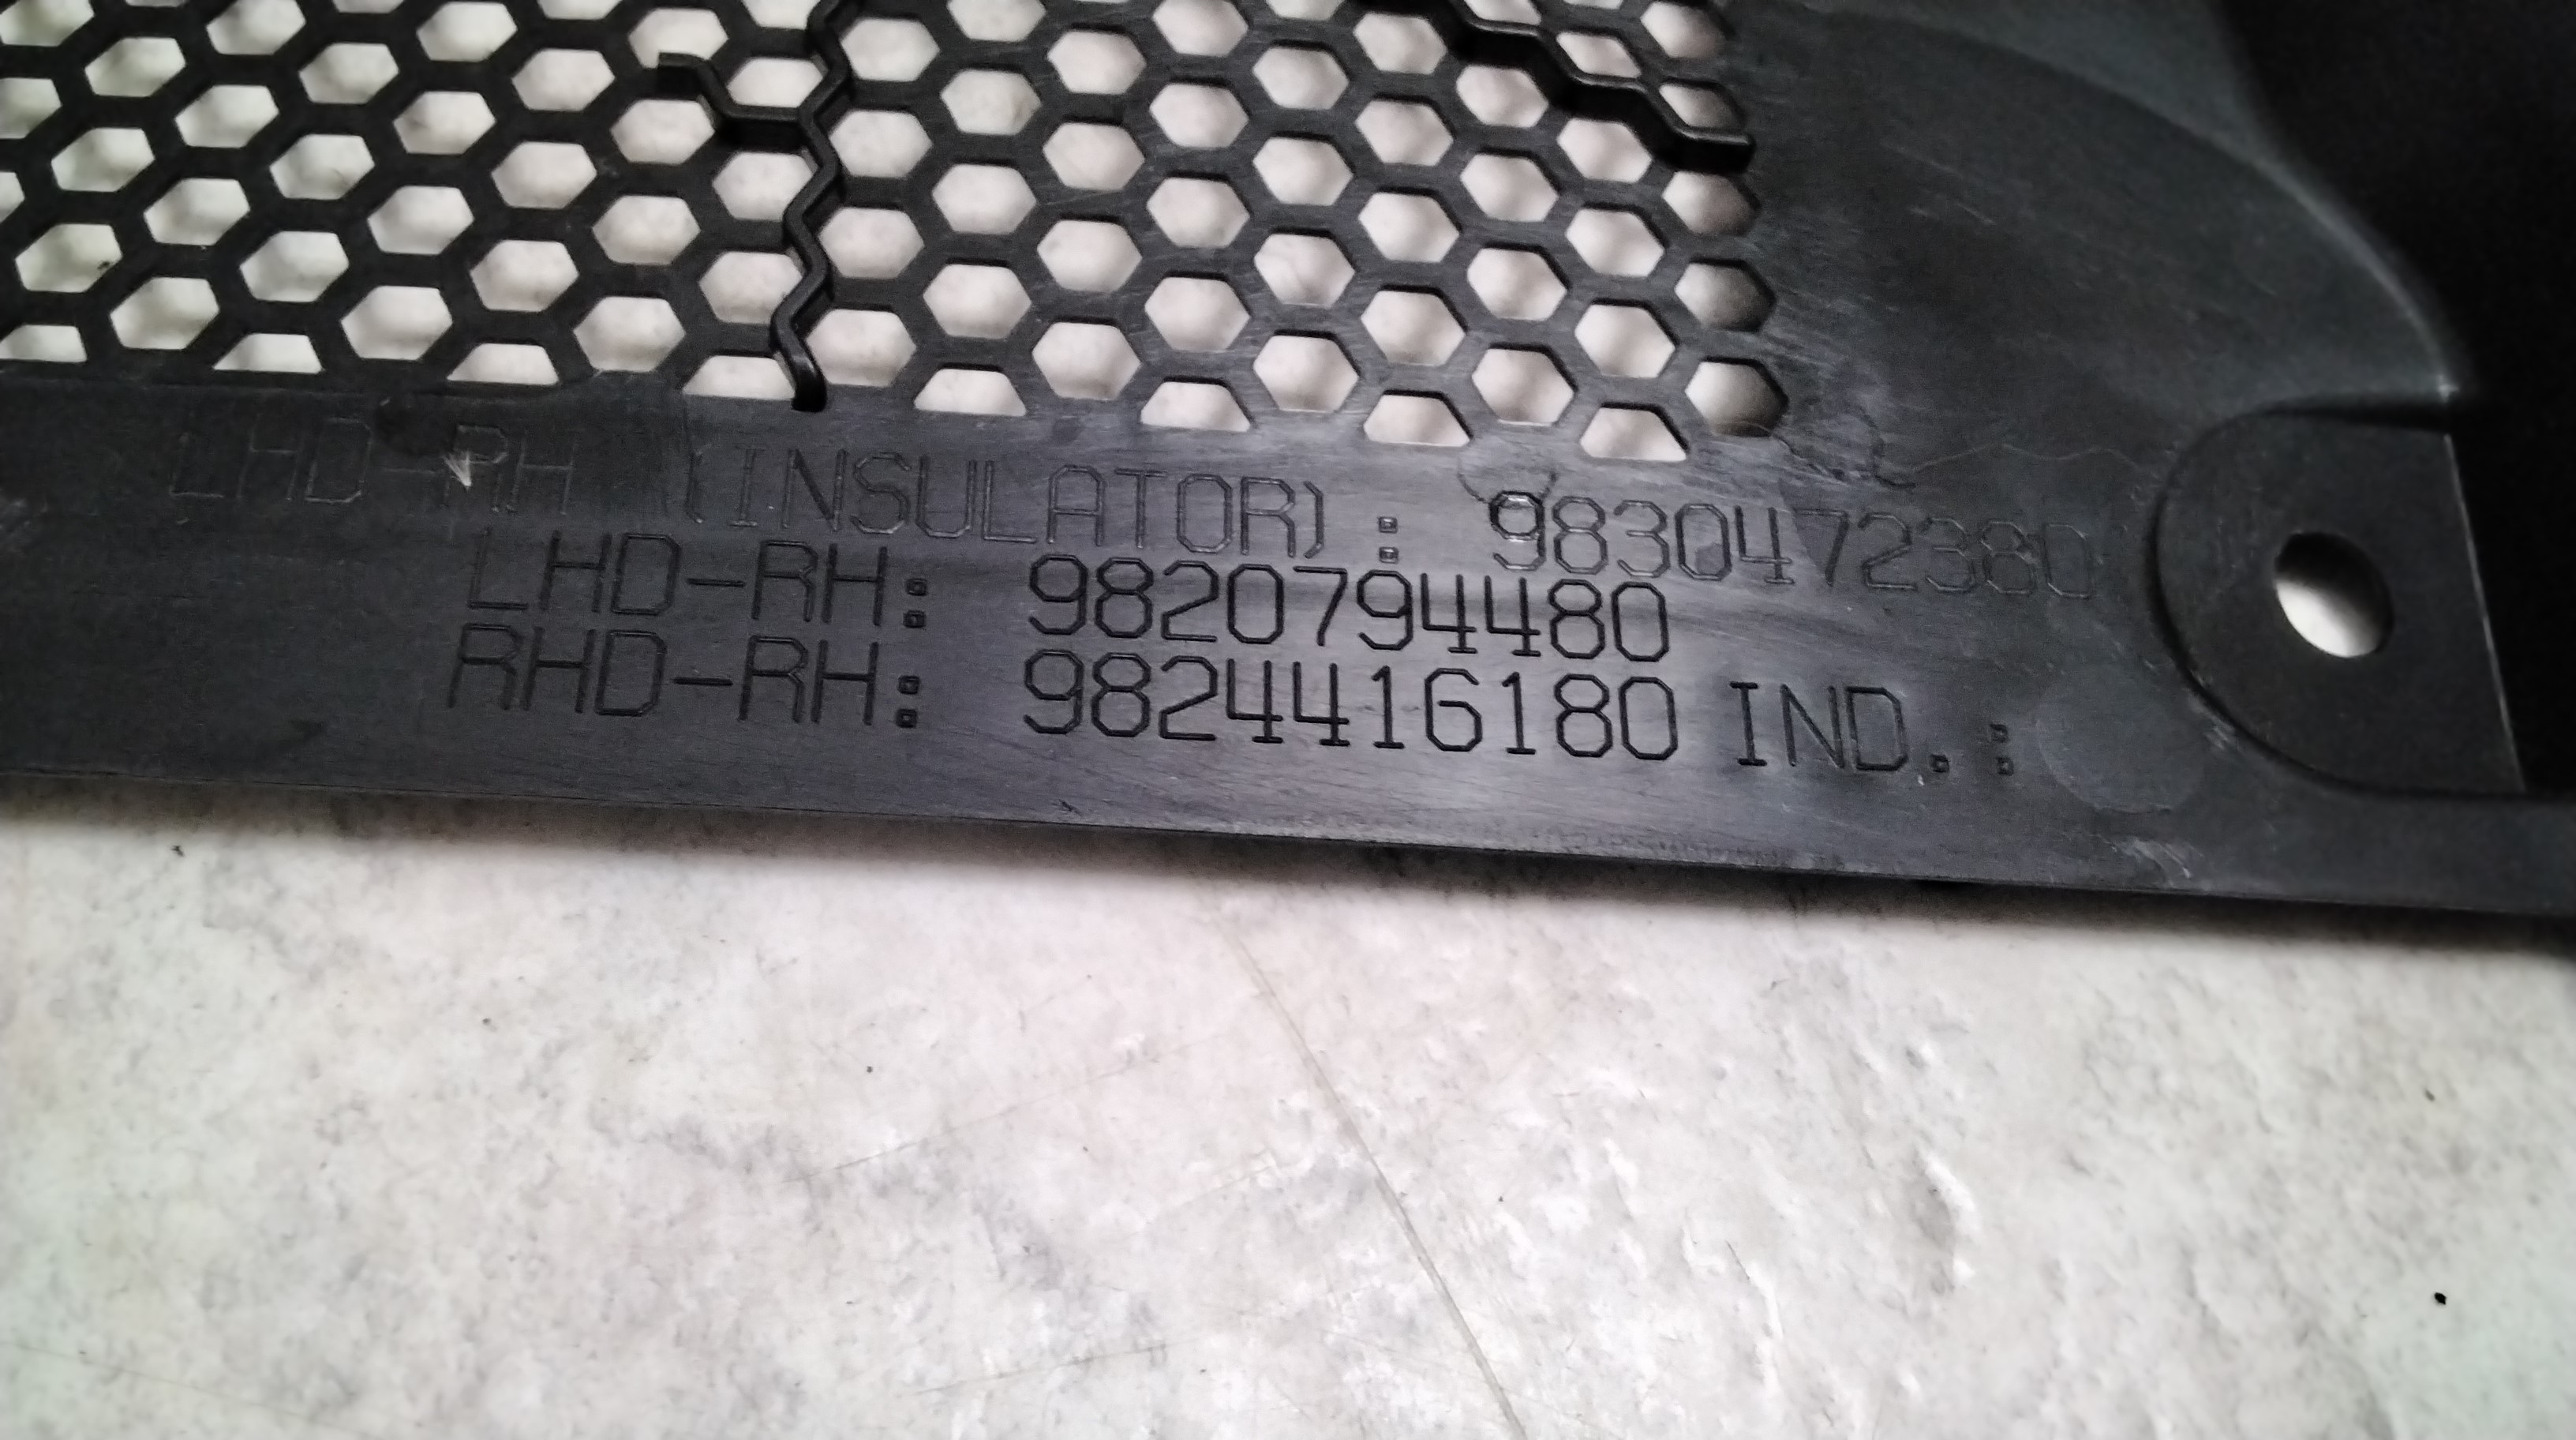 LHD-RH (INSULATOR): 9830472380
LHD-RH: 9820794480
RHD-RH: 9824416180 IND.: